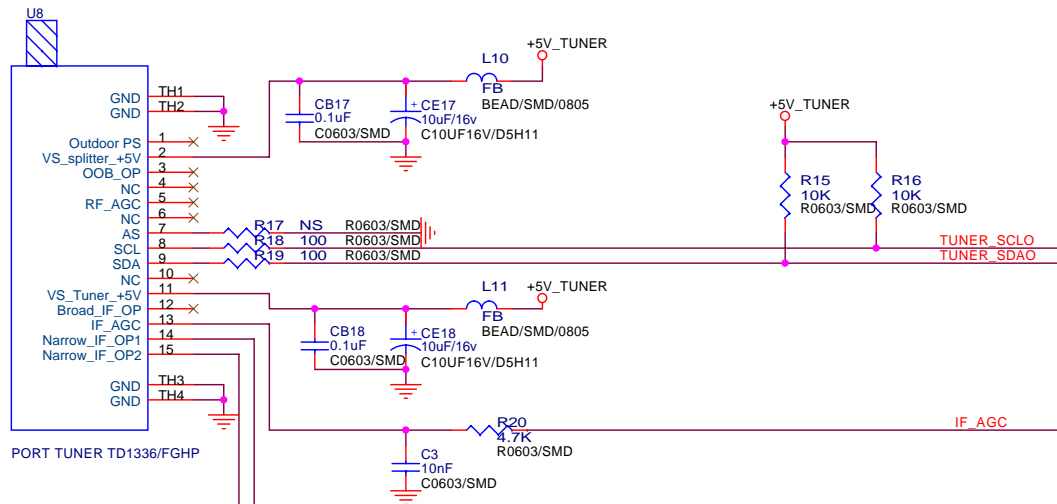 U8
GND TH1
GND TH2
Outdoor PS 1
VS_splitter_+5V 2
OOB_OP 3
NC 4
RF_AGC 5
NC 6
AS 7
SCL 8
SDA 9
NC 10
VS_Tuner_+5V 11
Broad_IF_OP 12
IF_AGC 13
Narrow_IF_OP1 14
Narrow_IF_OP2 15
GND TH3
GND TH4
PORT TUNER TD1336/FGHP
+5V_TUNER
L10
FB
BEAD/SMD/0805
CB17
0.1uF
C0603/SMD
+ CE17
10uF/16v
C10UF16V/D5H11
+5V_TUNER
R15
10K
R0603/SMD
R16
10K
R0603/SMD
R17 NS R0603/SMD
R18 100 R0603/SMD
R19 100 R0603/SMD
TUNER_SCLO
TUNER_SDAO
+5V_TUNER
L11
FB
BEAD/SMD/0805
CB18
0.1uF
C0603/SMD
+ CE18
10uF/16v
C10UF16V/D5H11
R20
4.7K
R0603/SMD
IF_AGC
C3
10nF
C0603/SMD